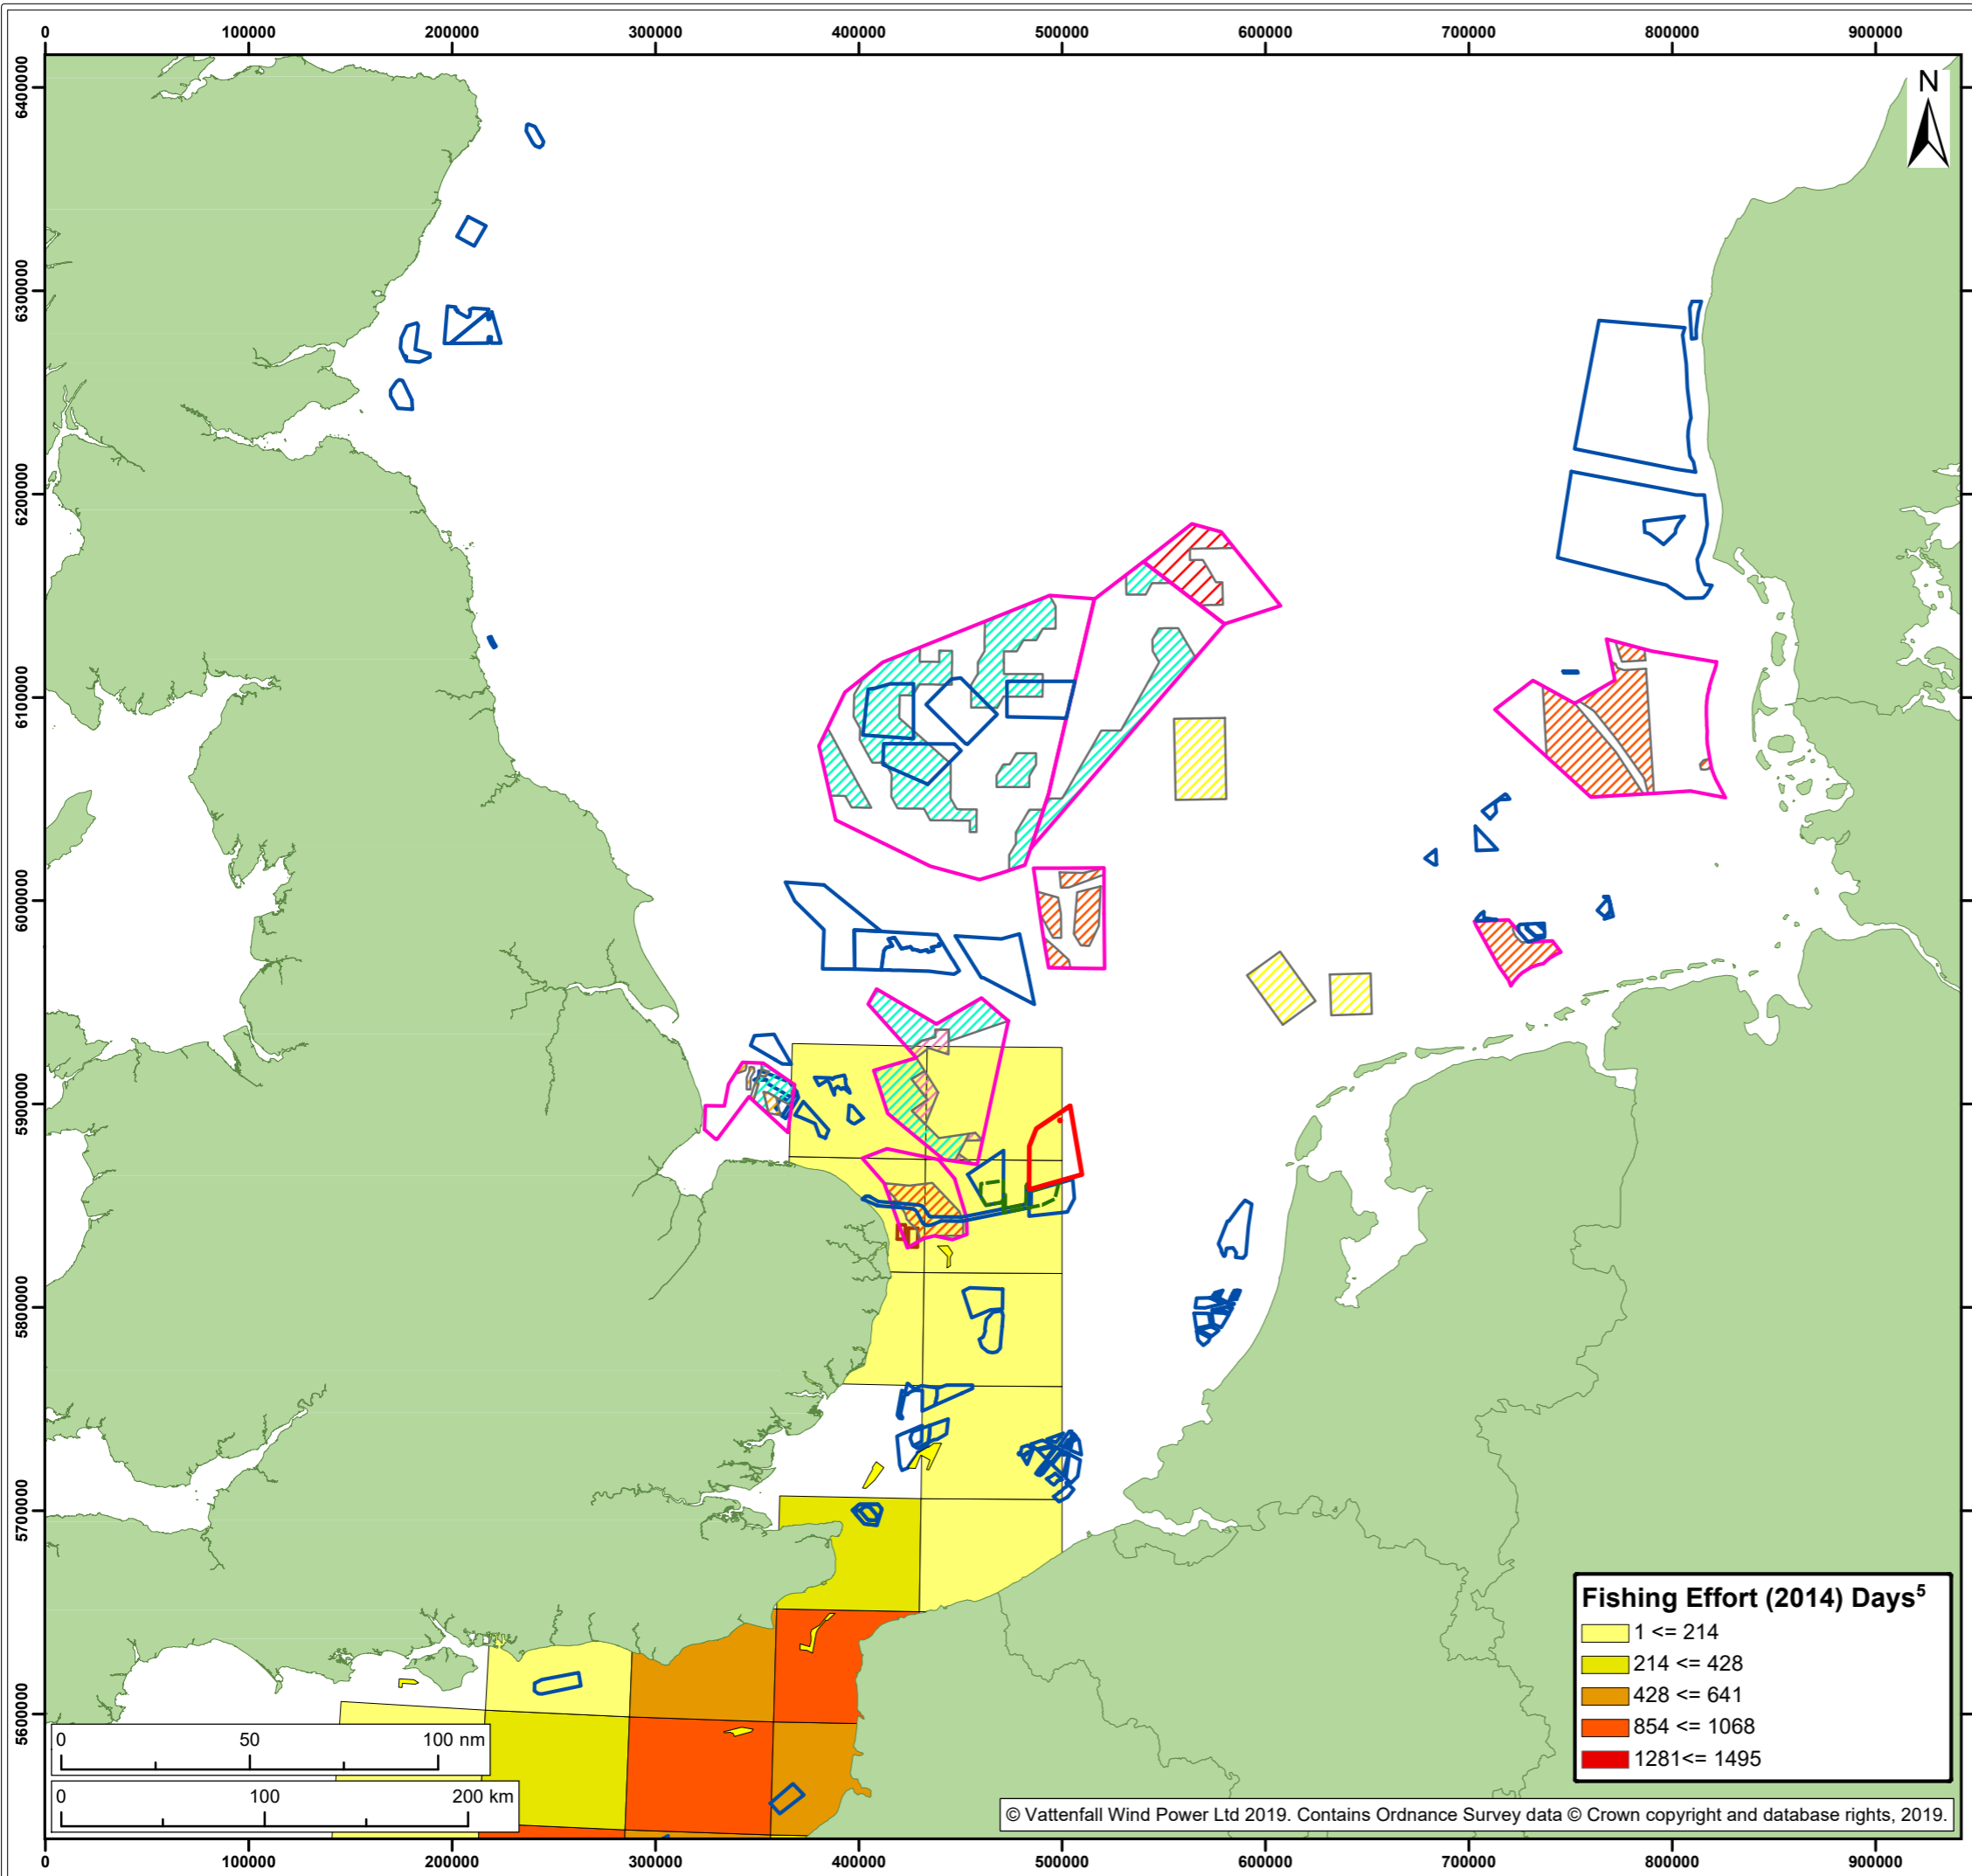 0 100000 200000 300000 400000 500000 600000 700000 800000 900000
6400000
6300000
6200000
6100000
6000000
5900000
5800000
5700000
5600000
N
Fishing Effort (2014) Days⁵
1 <= 214
214 <= 428
428 <= 641
854 <= 1068
1281<= 1495
0 50 100 nm
0 100 200 km
© Vattenfall Wind Power Ltd 2019. Contains Ordnance Survey data © Crown copyright and database rights, 2019.
0 100000 200000 300000 400000 500000 600000 700000 800000 900000